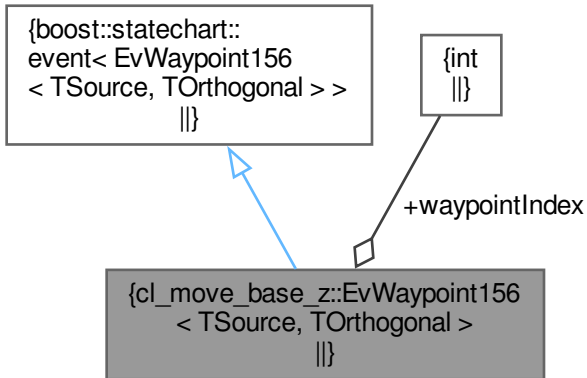 {boost::statechart::
event< EvWaypoint156
< TSource, TOrthogonal > >
||}
{int
||}
+waypointIndex
{cl_move_base_z::EvWaypoint156
< TSource, TOrthogonal >
||}